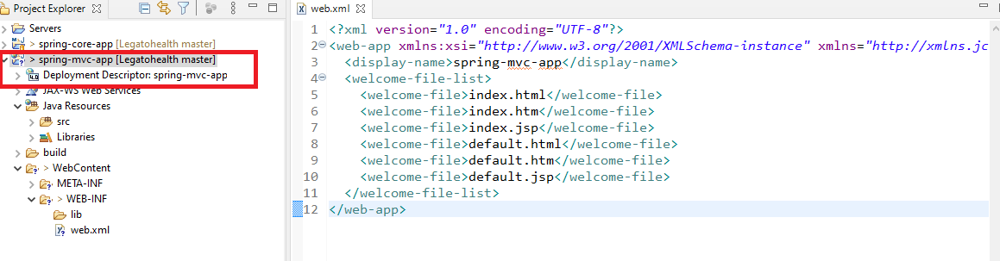 Project Explorer
Servers
> spring-core-app [Legatohealth master]
> spring-mvc-app [Legatohealth master]
Deployment Descriptor: spring-mvc-app
JAX-WS Web Services
Java Resources
src
Libraries
build
> WebContent
META-INF
> WEB-INF
lib
web.xml
web.xml
1 <?xml version="1.0" encoding="UTF-8"?>
2 <web-app xmlns:xsi="http://www.w3.org/2001/XMLSchema-instance" xmlns="http://xmlns.jc
3 <display-name>spring-mvc-app</display-name>
4 <welcome-file-list>
5 <welcome-file>index.html</welcome-file>
6 <welcome-file>index.htm</welcome-file>
7 <welcome-file>index.jsp</welcome-file>
8 <welcome-file>default.html</welcome-file>
9 <welcome-file>default.htm</welcome-file>
10 <welcome-file>default.jsp</welcome-file>
11 </welcome-file-list>
12 </web-app>